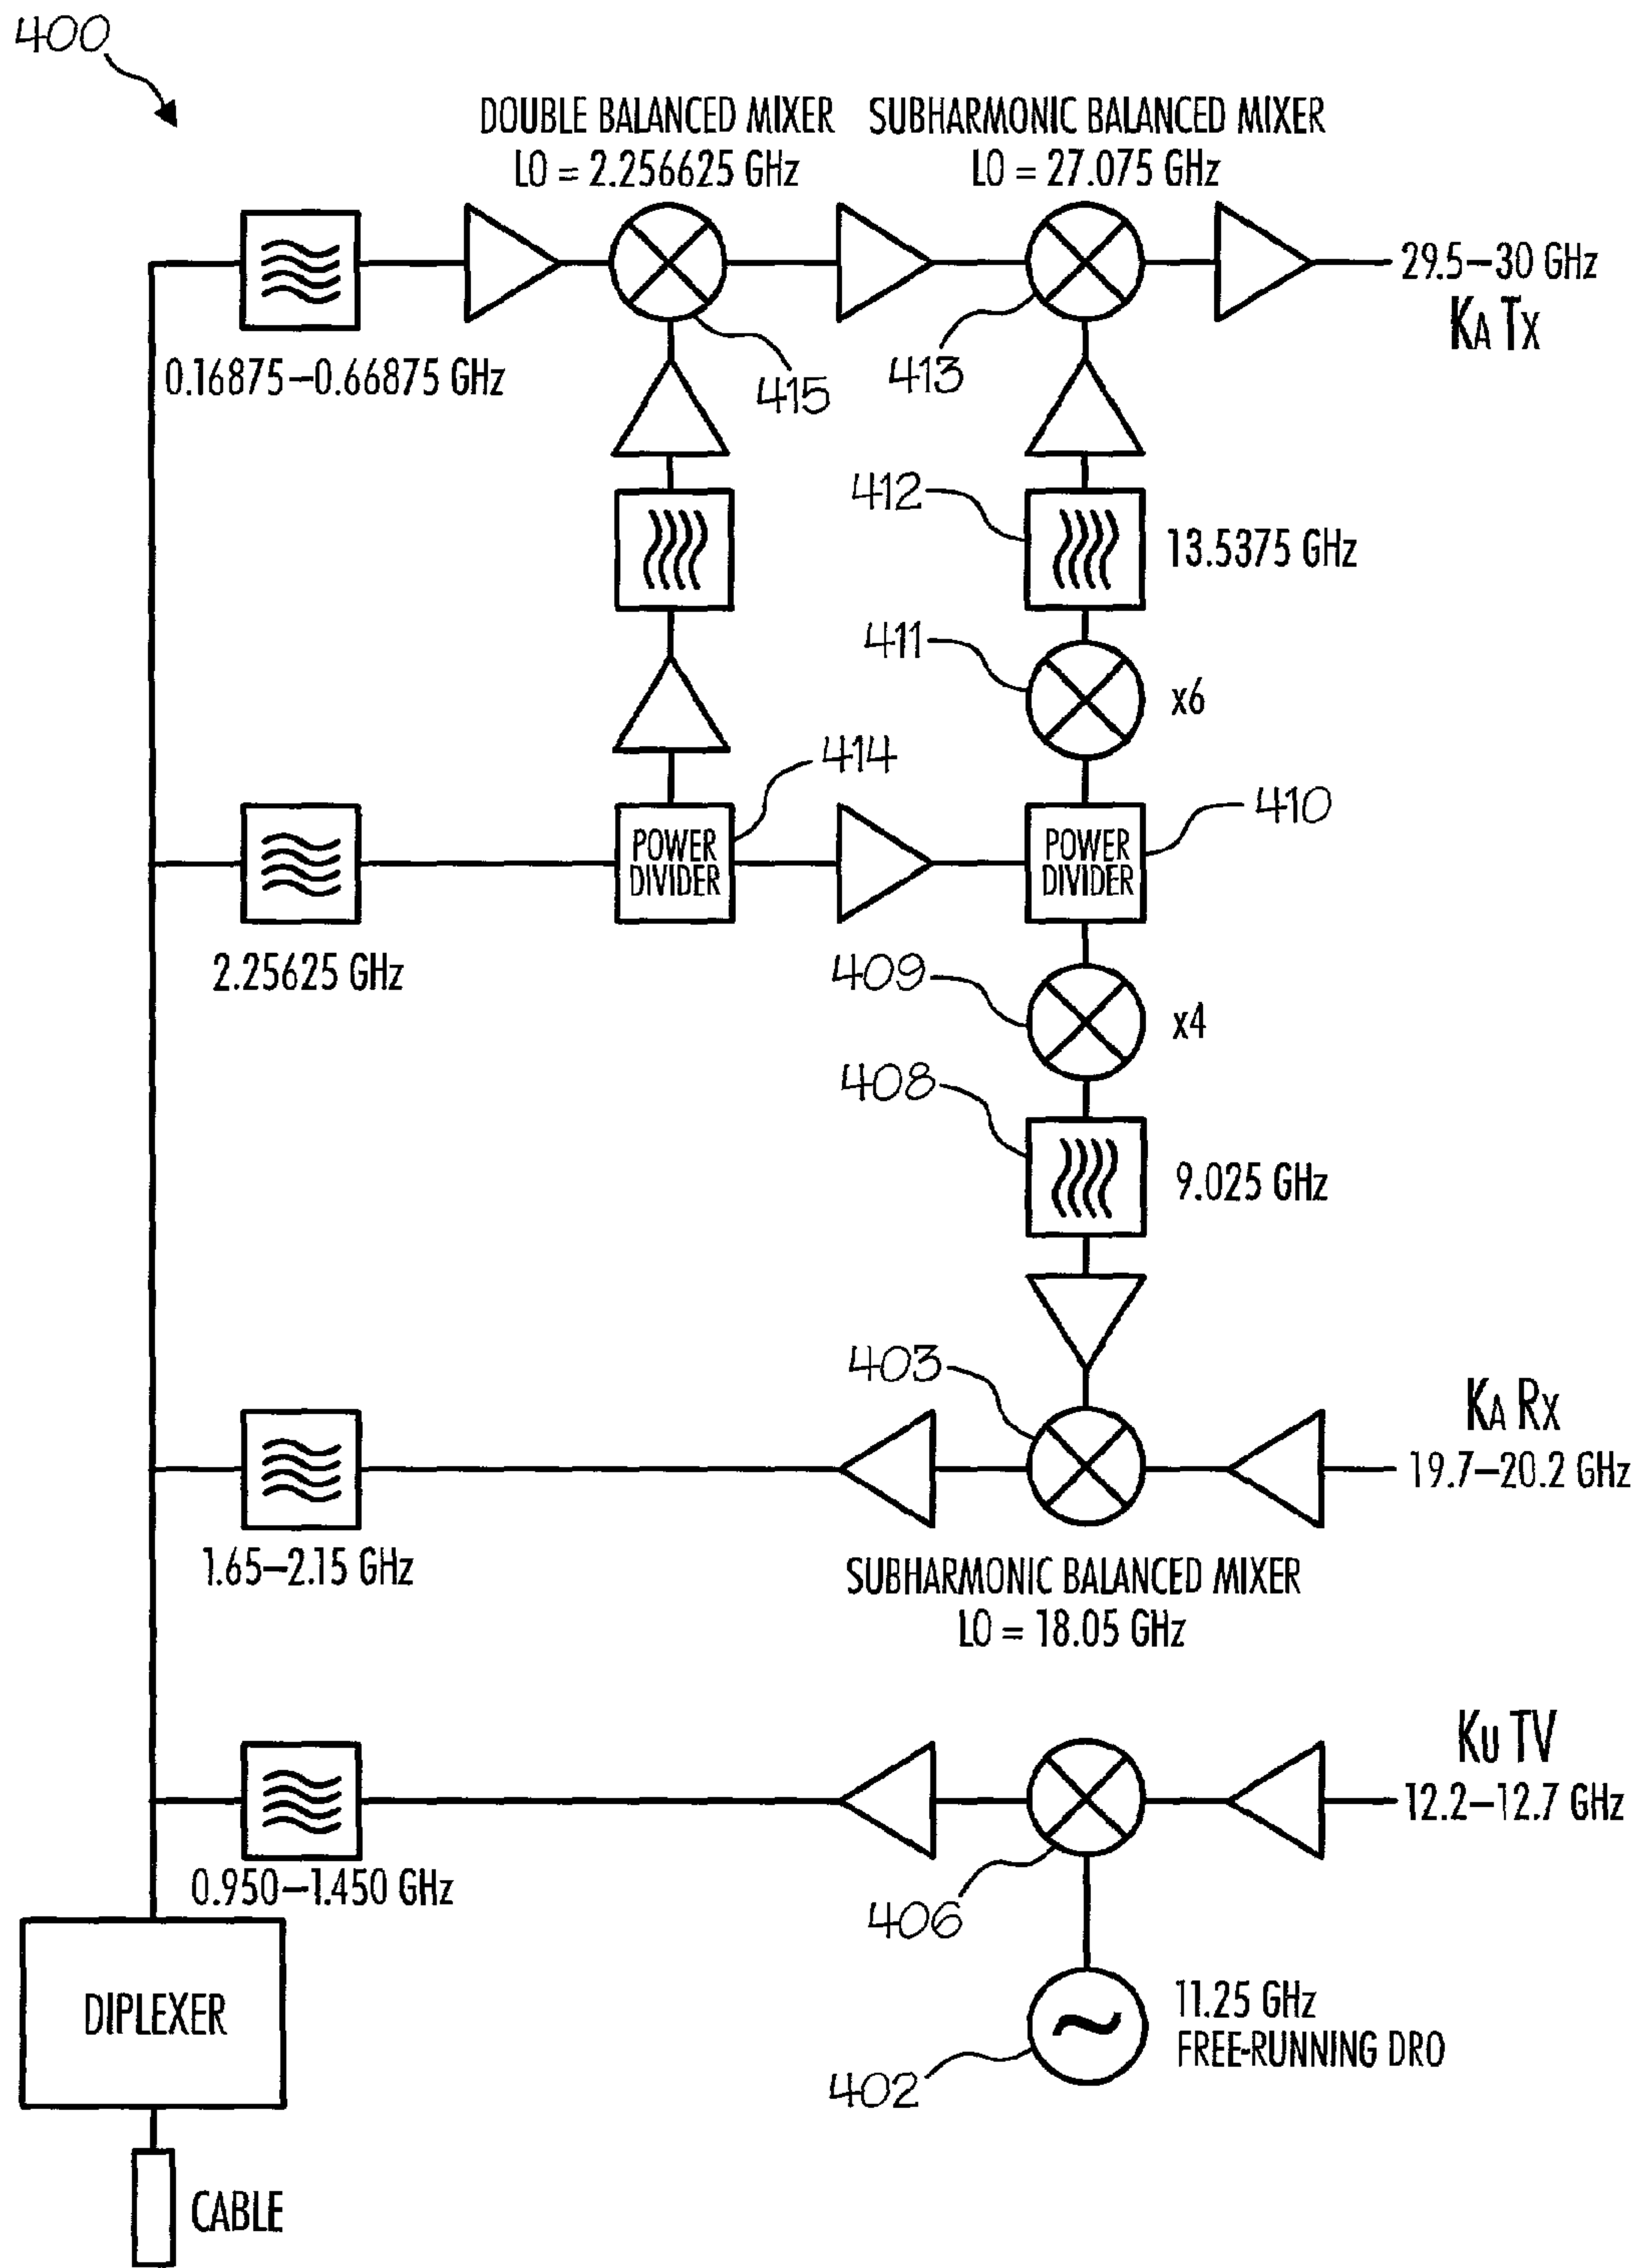 400
DOUBLE BALANCED MIXER
LO = 2.256625 GHz
SUBHARMONIC BALANCED MIXER
LO = 27.075 GHz
29.5–30 GHz
KA TX
0.16875–0.66875 GHz
415
413
412
13.5375 GHz
411
x6
414
410
POWER
DIVIDER
POWER
DIVIDER
2.25625 GHz
409
x4
408
9.025 GHz
403
KA RX
19.7–20.2 GHz
1.65–2.15 GHz
SUBHARMONIC BALANCED MIXER
LO = 18.05 GHz
KU TV
12.2–12.7 GHz
0.950–1.450 GHz
406
DIPLEXER
11.25 GHz
FREE-RUNNING DRO
402
CABLE